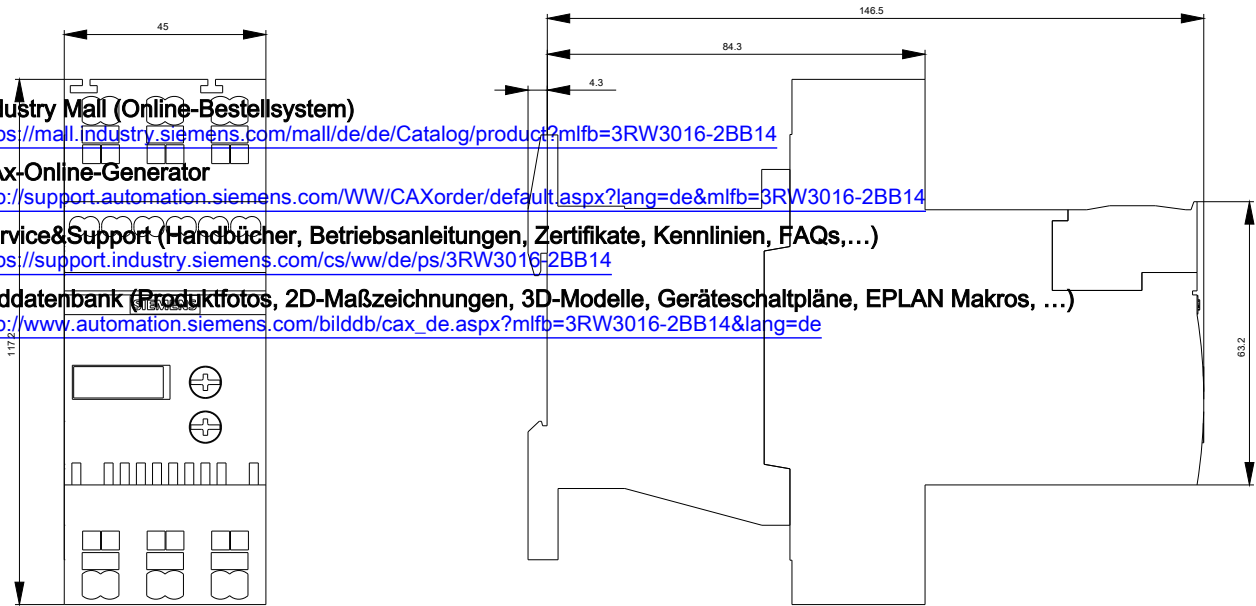 146.5
45
84.3
4.3
dustry Mall (Online-Bestellsystem)
ps://mall.industry.siemens.com/mall/de/de/Catalog/product?mlfb=3RW3016-2BB14
Ax-Online-Generator
p://support.automation.siemens.com/WW/CAXorder/default.aspx?lang=de&mlfb=3RW3016-2BB14
rvice&Support (Handbücher, Betriebsanleitungen, Zertifikate, Kennlinien, FAQs,...)
ps://support.industry.siemens.com/cs/ww/de/ps/3RW3016-2BB14
ddatenbank (Produktfotos, 2D-Maßzeichnungen, 3D-Modelle, Geräteschaltpläne, EPLAN Makros, ...)
SIEMENS
p://www.automation.siemens.com/bilddb/cax_de.aspx?mlfb=3RW3016-2BB14&lang=de
117.2
63.2